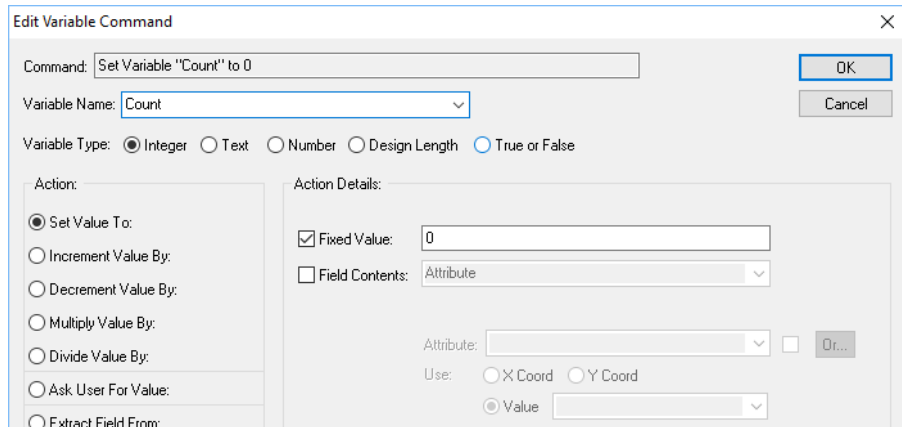 Edit Variable Command
Command: Set Variable "Count" to 0 OK
Variable Name: Count Cancel
Variable Type: Integer Text Number Design Length True or False
Action: Action Details:
Set Value To:
Fixed Value: 0
Increment Value By:
Field Contents: Attribute
Decrement Value By:
Multiply Value By:
Attribute: Or...
Divide Value By:
Use: X Coord Y Coord
Ask User For Value:
Value
Extract Field From: